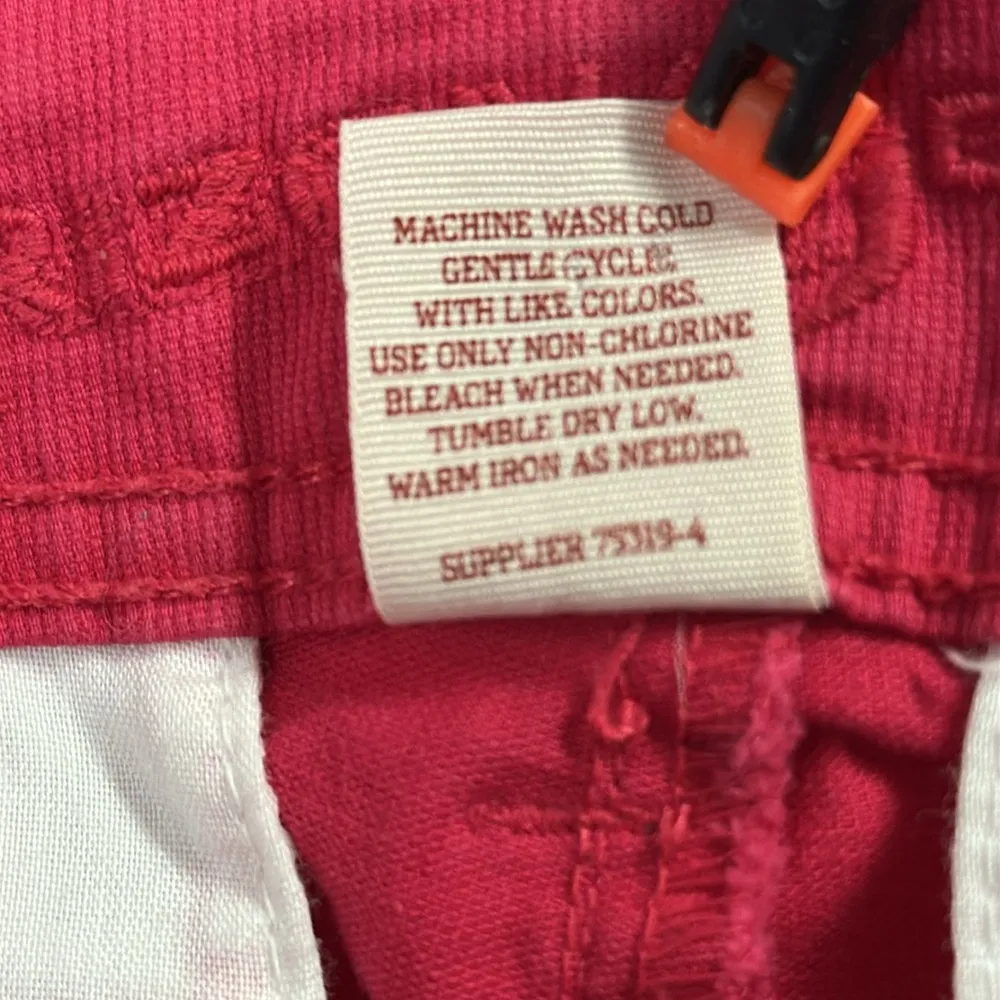 MACHINE WASH COLD
GENTLE CYCLE
WITH LIKE COLORS.
USE ONLY NON-CHLORINE
BLEACH WHEN NEEDED.
TUMBLE DRY LOW.
WARM IRON AS NEEDED.
SUPPLIER 75319-4